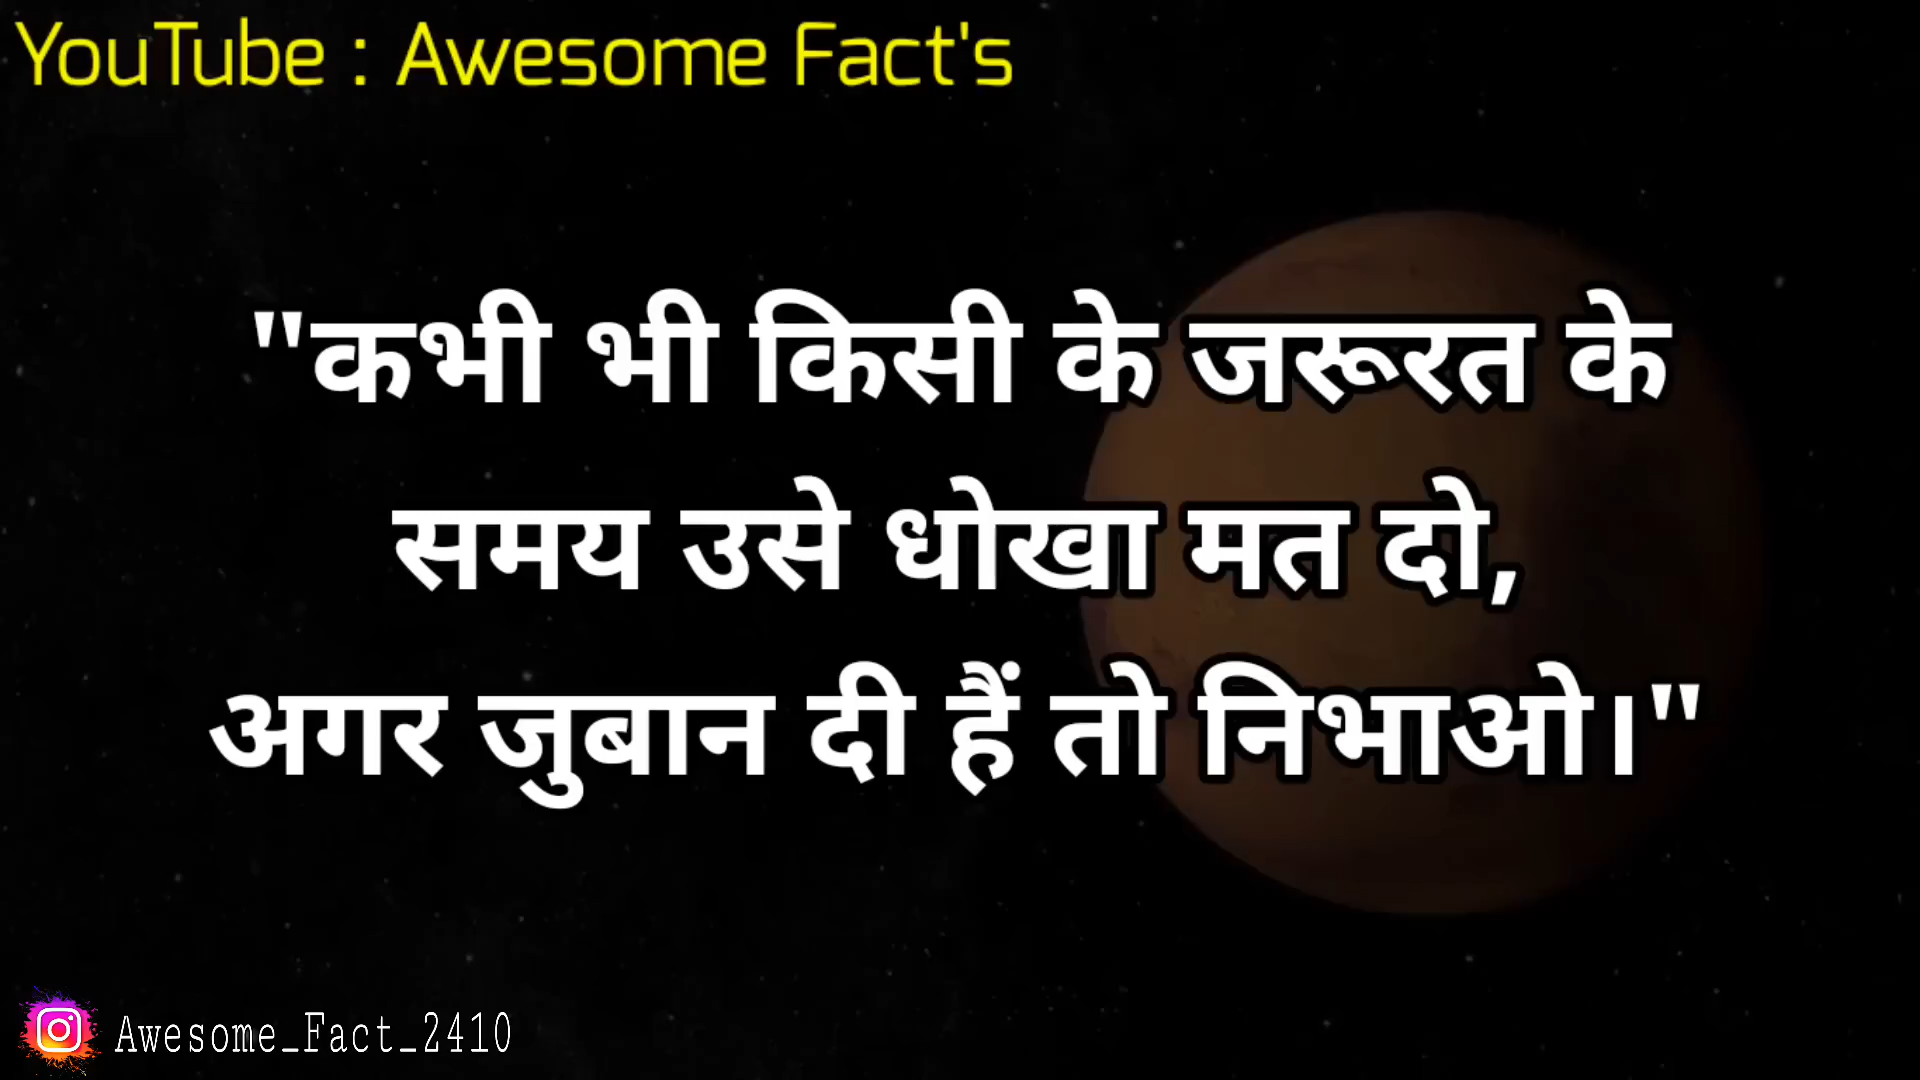 YouTube : Awesome Fact's
"कभी भी किसी के जरूरत के
समय उसे धोखा मत दो,
अगर जुबान दी हैं तो निभाओ।"
Awesome_Fact_2410